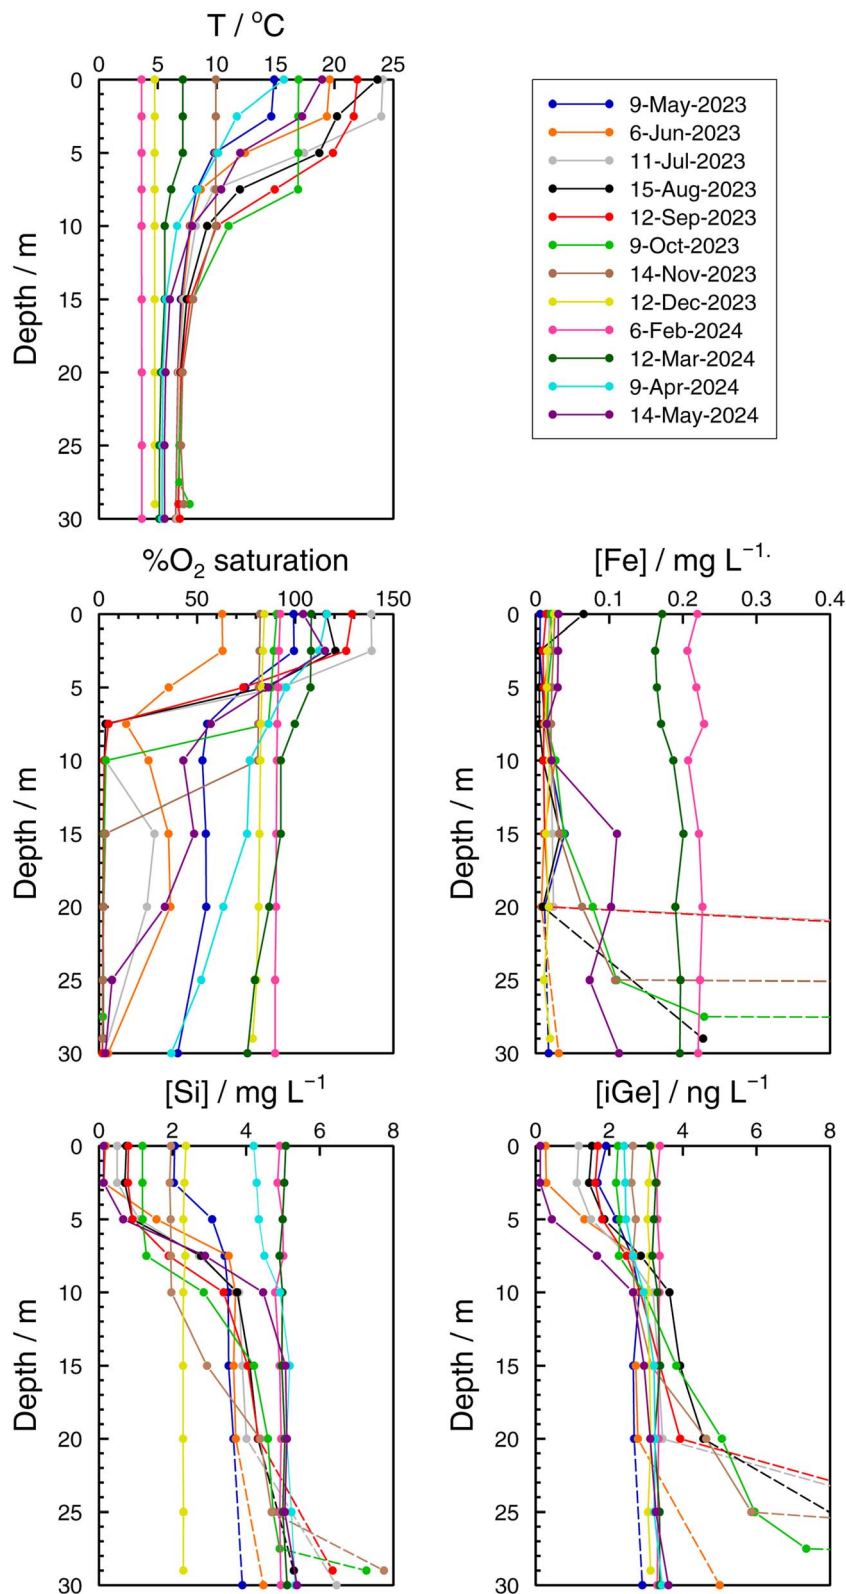 T / °C
0 5 10 15 20 25
0
5
10
15
20
25
30
Depth / m
9-May-2023
6-Jun-2023
11-Jul-2023
15-Aug-2023
12-Sep-2023
9-Oct-2023
14-Nov-2023
12-Dec-2023
6-Feb-2024
12-Mar-2024
9-Apr-2024
14-May-2024
%O₂ saturation
0 50 100 150
0
5
10
15
20
25
30
Depth / m
[Fe] / mg L⁻¹·
0 0.1 0.2 0.3 0.4
0
5
10
15
20
25
30
Depth / m
[Si] / mg L⁻¹
0 2 4 6 8
0
5
10
15
20
25
30
Depth / m
[iGe] / ng L⁻¹
0 2 4 6 8
0
5
10
15
20
25
30
Depth / m